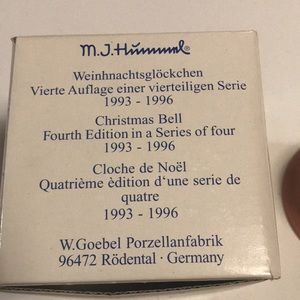 M.J.Hummel®
Weinhnachtsglöckchen
Vierte Auflage einer vierteiligen Serie
1993 - 1996
Christmas Bell
Fourth Edition in a Series of four
1993 - 1996
Cloche de Noël
Quatrième èdition d'une serie de
quatre
1993 - 1996
W.Goebel Porzellanfabrik
96472 Rödental · Germany